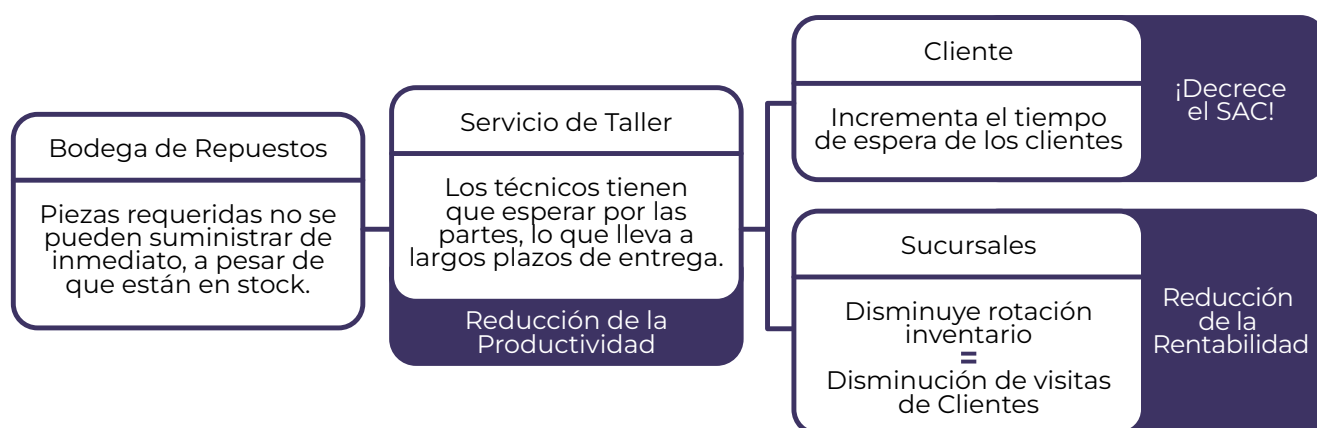 Bodega de Repuestos
Piezas requeridas no se
pueden suministrar de
inmediato, a pesar de
que están en stock.
Servicio de Taller
Los técnicos tienen
que esperar por las
partes, lo que lleva a
largos plazos de entrega.
Reducción de la
Productividad
Cliente
Incrementa el tiempo
de espera de los clientes
¡Decrece
el SAC!
Sucursales
Disminuye rotación
inventario
=
Disminución de visitas
de Clientes
Reducción
de la
Rentabilidad